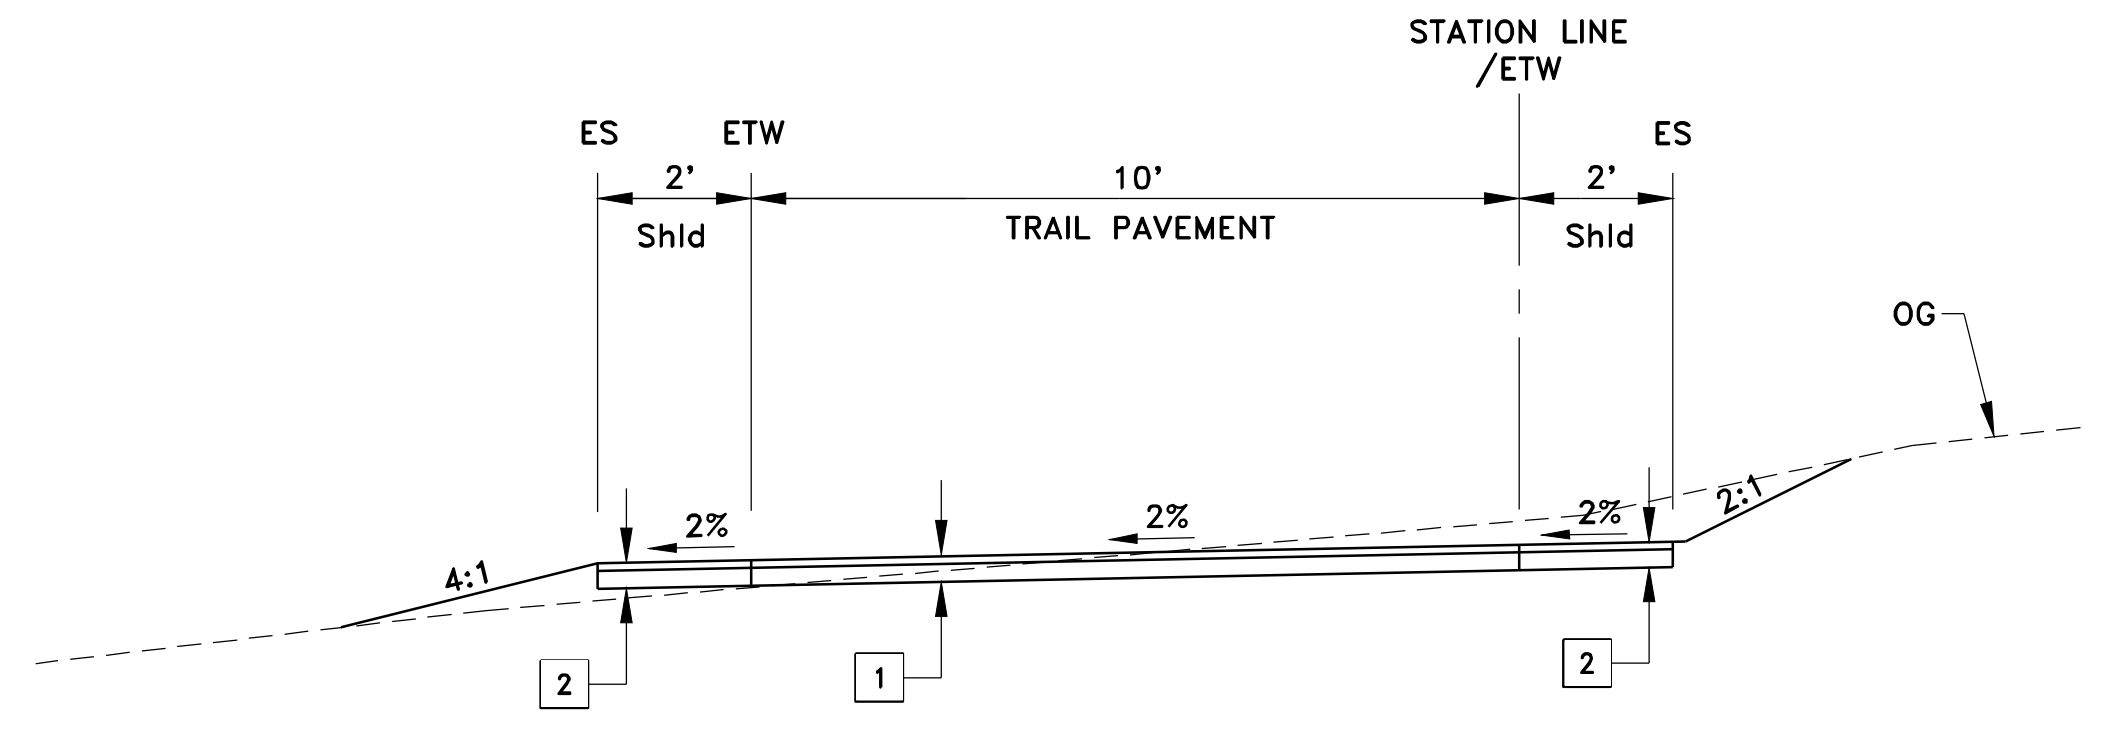 STATION LINE
/ETW
ES
ETW
ES
2'
10'
2'
Shld
TRAIL PAVEMENT
Shld
OG
2:1
2%
2%
2%
4:1
2
1
2